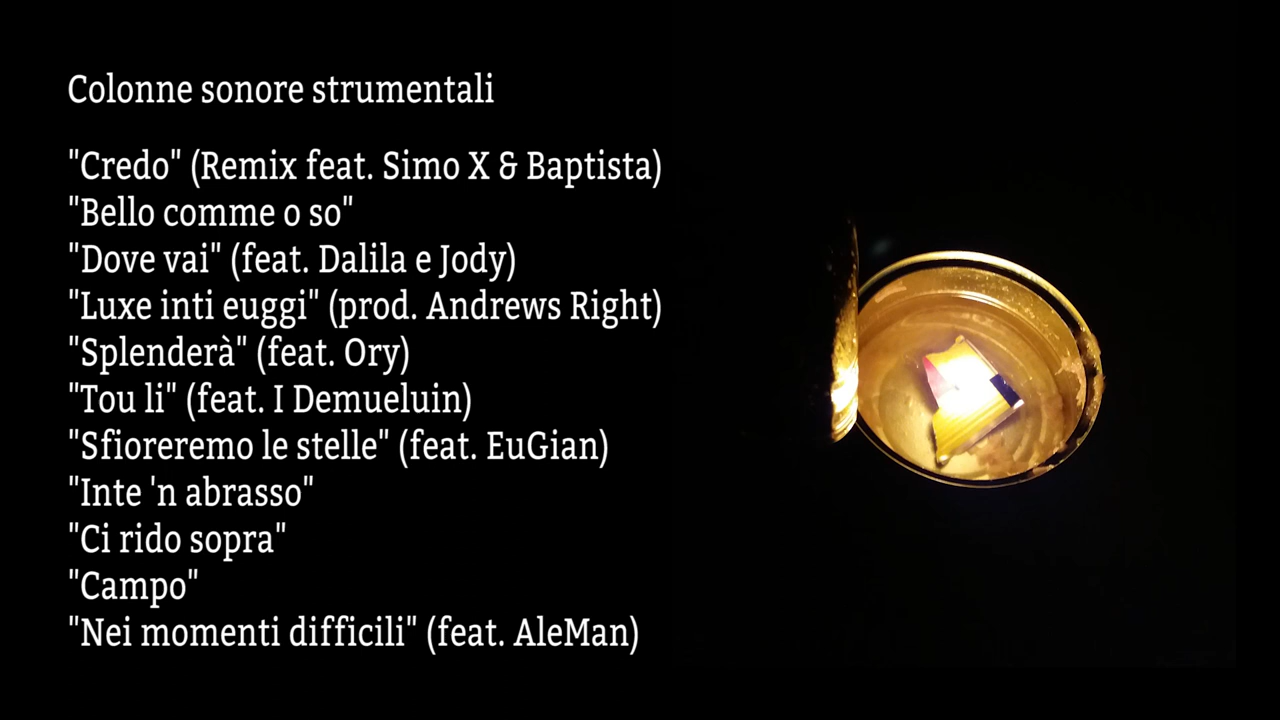 Colonne sonore strumentali
"Credo" (Remix feat. Simo X & Baptista)
"Bello comme o so"
"Dove vai" (feat. Dalila e Jody)
"Luxe inti euggi" (prod. Andrews Right)
"Splenderà" (feat. Ory)
"Tou li" (feat. I Demueluin)
"Sfioreremo le stelle" (feat. EuGian)
"Inte 'n abrasso"
"Ci rido sopra"
"Campo"
"Nei momenti difficili" (feat. AleMan)